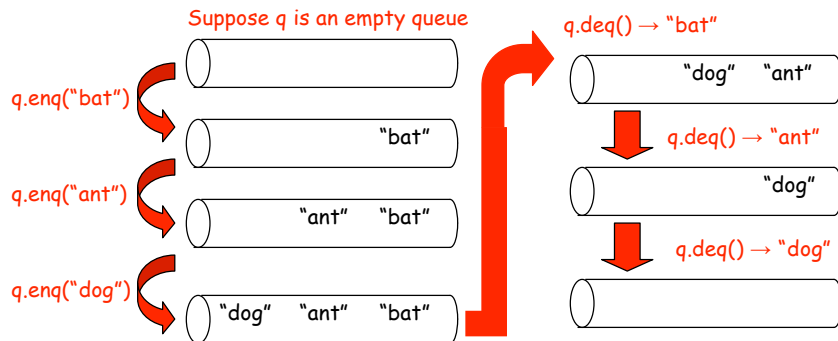 Suppose q is an empty queue
q.enq(“bat”)
“bat”
q.enq(“ant”)
“ant” “bat”
q.enq(“dog”)
“dog” “ant” “bat”
q.deq() → “bat”
“dog” “ant”
q.deq() → “ant”
“dog”
q.deq() → “dog”